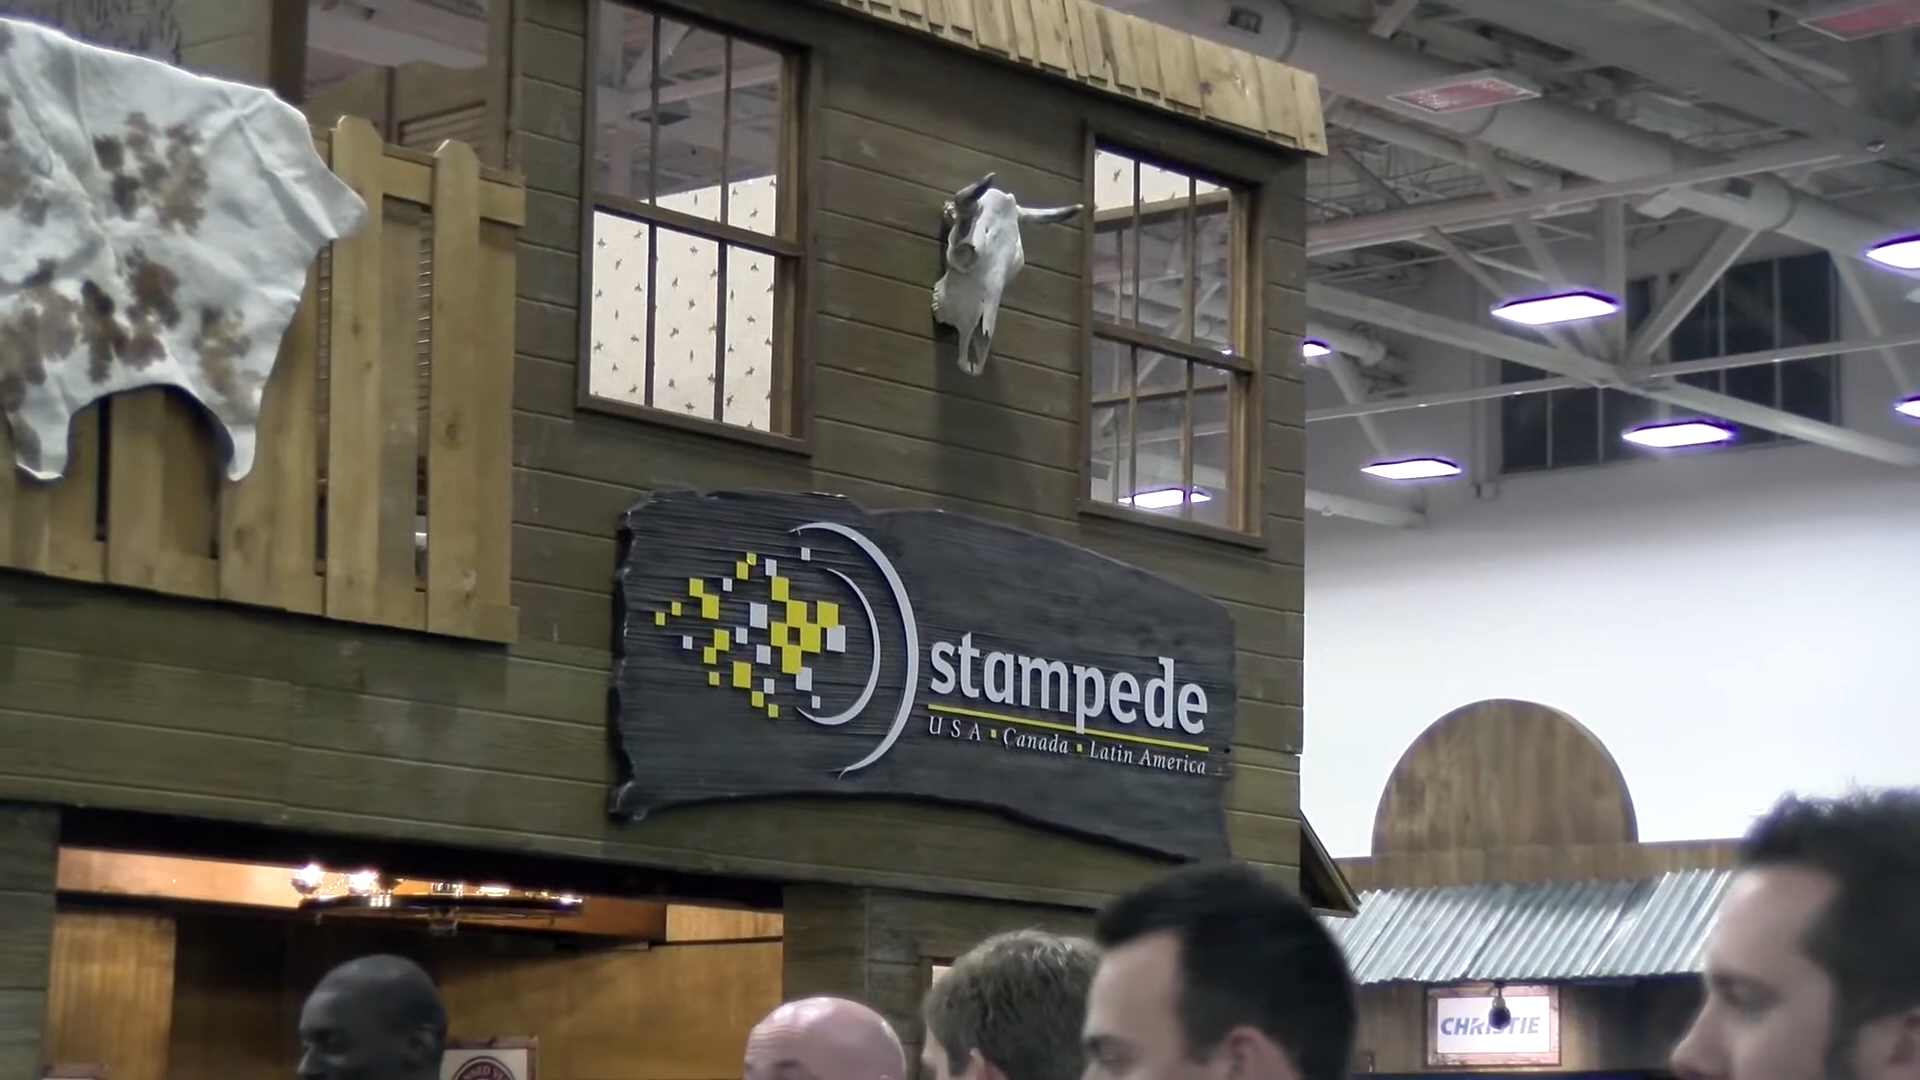 stampede
USA ▪ Canada ▪ Latin America
CHRISTIE